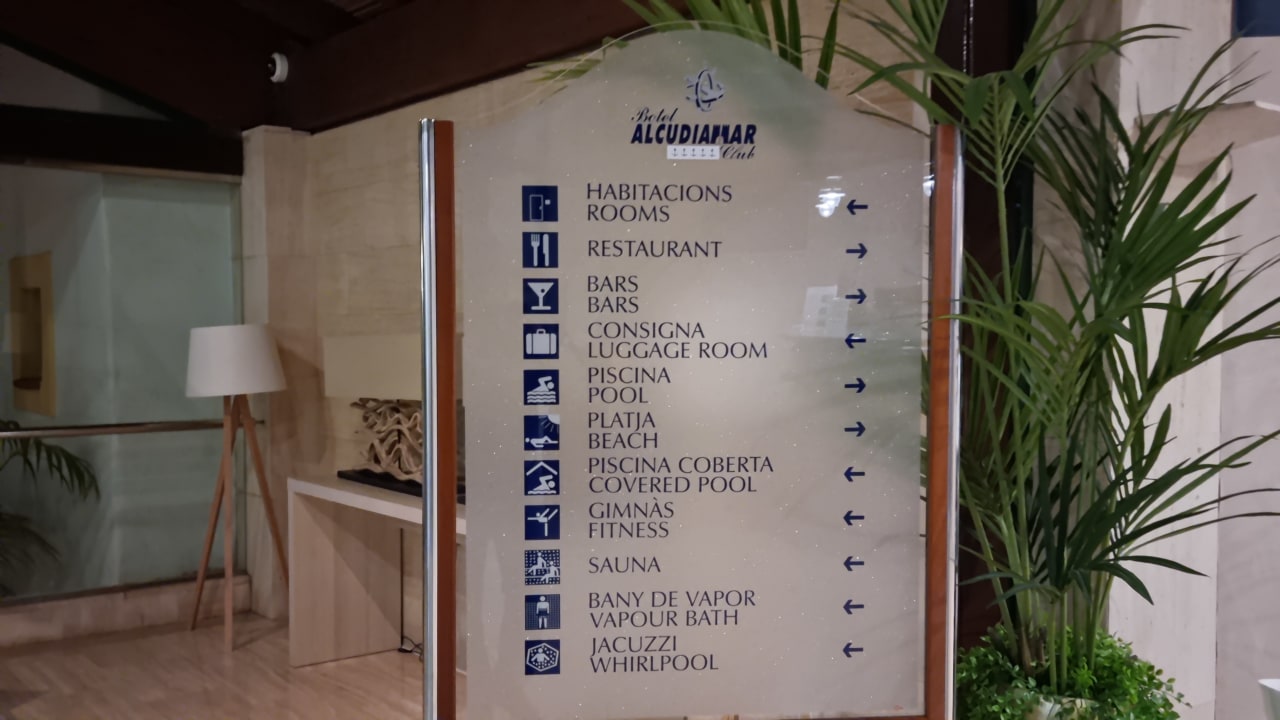 Hotel
ALCUDIAMAR
Club
HABITACIONS
ROOMS
←
RESTAURANT
→
BARS
BARS
→
CONSIGNA
LUGGAGE ROOM
←
PISCINA
POOL
→
PLATJA
BEACH
→
PISCINA COBERTA
COVERED POOL
←
GIMNÀS
FITNESS
←
SAUNA
←
BANY DE VAPOR
VAPOUR BATH
←
JACUZZI
WHIRLPOOL
←